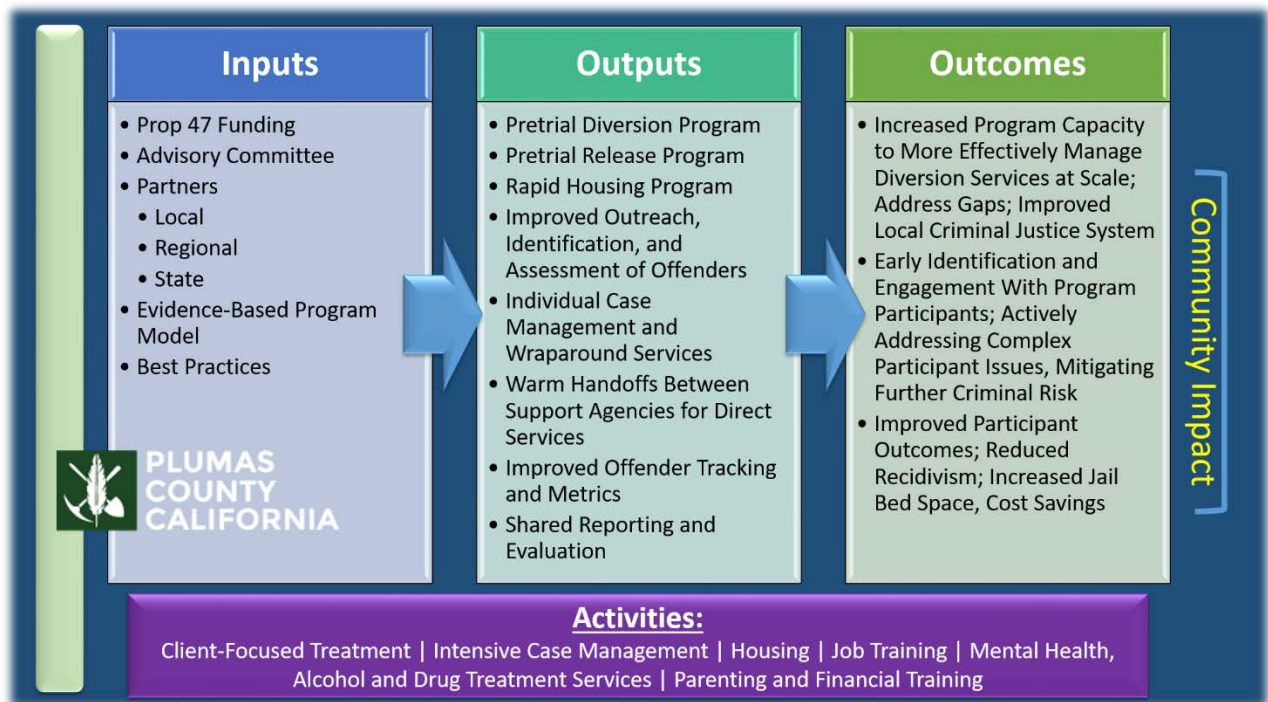 Inputs
• Prop 47 Funding
• Advisory Committee
• Partners
• Local
• Regional
• State
• Evidence-Based Program
Model
• Best Practices
PLUMAS
COUNTY
CALIFORNIA
Outputs
• Pretrial Diversion Program
• Pretrial Release Program
• Rapid Housing Program
• Improved Outreach,
Identification, and
Assessment of Offenders
• Individual Case
Management and
Wraparound Services
• Warm Handoffs Between
Support Agencies for Direct
Services
• Improved Offender Tracking
and Metrics
• Shared Reporting and
Evaluation
Outcomes
• Increased Program Capacity
to More Effectively Manage
Diversion Services at Scale;
Address Gaps; Improved
Local Criminal Justice System
• Early Identification and
Engagement With Program
Participants; Actively
Addressing Complex
Participant Issues, Mitigating
Further Criminal Risk
• Improved Participant
Outcomes; Reduced
Recidivism; Increased Jail
Bed Space, Cost Savings
Community Impact
Activities:
Client-Focused Treatment | Intensive Case Management | Housing | Job Training | Mental Health,
Alcohol and Drug Treatment Services | Parenting and Financial Training